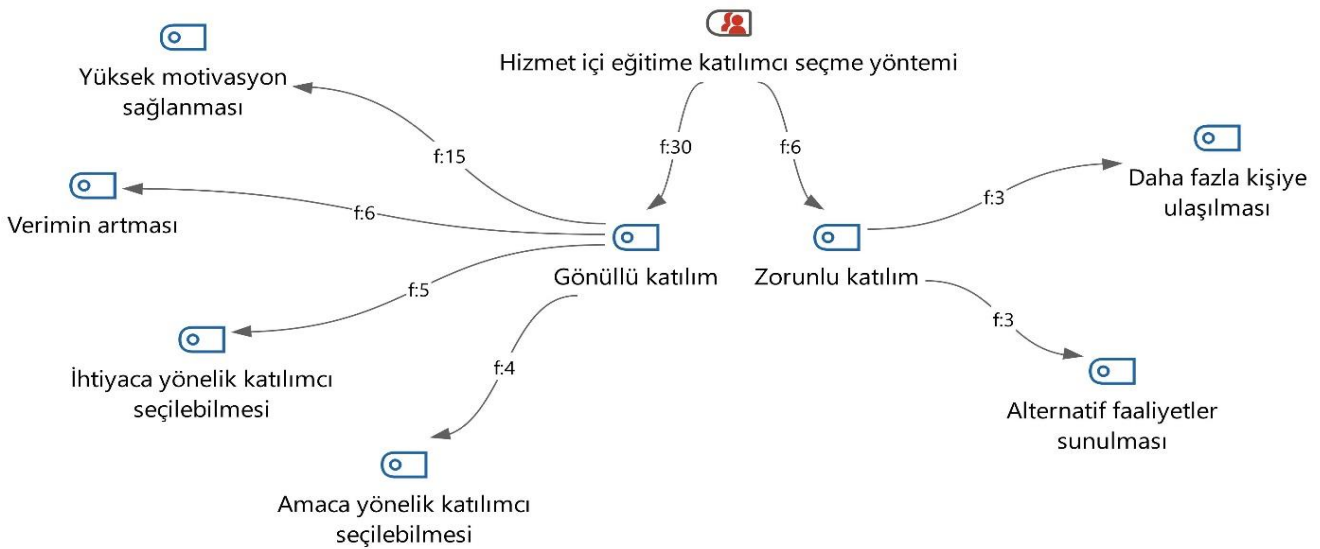 Hizmet içi eğitime katılımcı seçme yöntemi
f:30
f:6
Gönüllü katılım
Zorunlu katılım
f:15
Yüksek motivasyon
sağlanması
f:6
Verimin artması
f:5
İhtiyaca yönelik katılımcı
seçilebilmesi
f:4
Amaca yönelik katılımcı
seçilebilmesi
f:3
Daha fazla kişiye
ulaşılması
f:3
Alternatif faaliyetler
sunulması